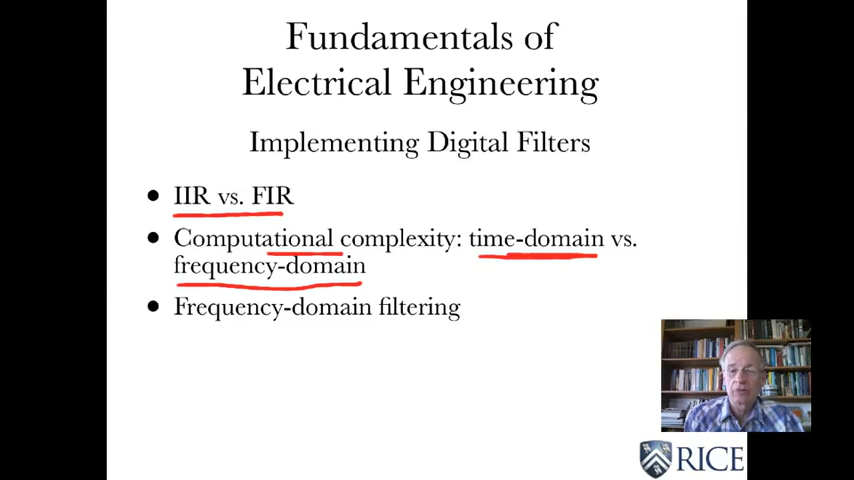 Fundamentals of
Electrical Engineering
Implementing Digital Filters
• IIR vs. FIR
• Computational complexity: time-domain vs.
frequency-domain
• Frequency-domain filtering
RICE